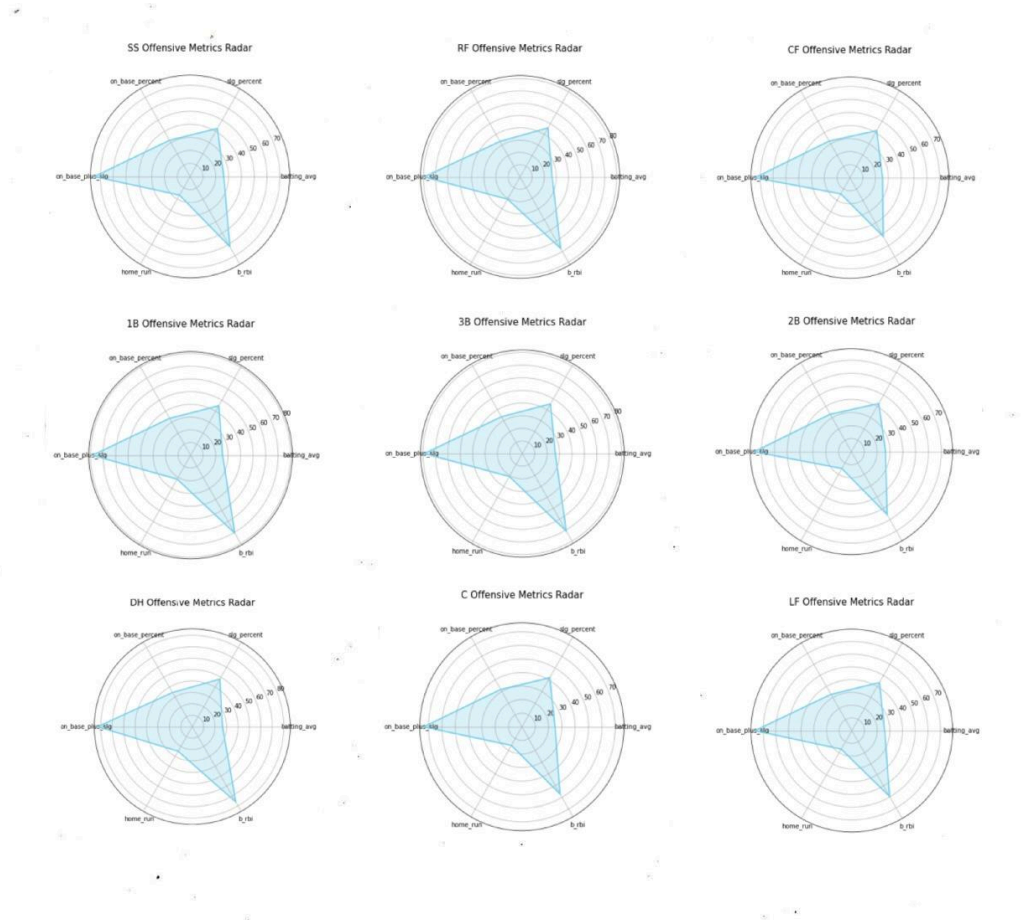 SS Offensive Metrics Radar
on_base_percent
slg_percent
on_base_plus_slg
10 20 30 40 50 60 70
batting_avg
home_run
b_rbi
RF Offensive Metrics Radar
on_base_percent
slg_percent
on_base_plus_slg
10 20 30 40 50 60 70 80
batting_avg
home_run
b_rbi
CF Offensive Metrics Radar
on_base_percent
slg_percent
on_base_plus_slg
10 20 30 40 50 60 70
batting_avg
home_run
b_rbi
1B Offensive Metrics Radar
on_base_percent
slg_percent
on_base_plus_slg
10 20 30 40 50 60 70 80
batting_avg
home_run
b_rbi
3B Offensive Metrics Radar
on_base_percent
slg_percent
on_base_plus_slg
10 20 30 40 50 60 70 80
batting_avg
home_run
b_rbi
2B Offensive Metrics Radar
on_base_percent
slg_percent
on_base_plus_slg
10 20 30 40 50 60 70
batting_avg
home_run
b_rbi
DH Offensive Metrics Radar
on_base_percent
slg_percent
on_base_plus_slg
10 20 30 40 50 60 70 80
batting_avg
home_run
b_rbi
C Offensive Metrics Radar
on_base_percent
slg_percent
on_base_plus_slg
10 20 30 40 50 60 70
batting_avg
home_run
b_rbi
LF Offensive Metrics Radar
on_base_percent
slg_percent
on_base_plus_slg
10 20 30 40 50 60 70
batting_avg
home_run
b_rbi